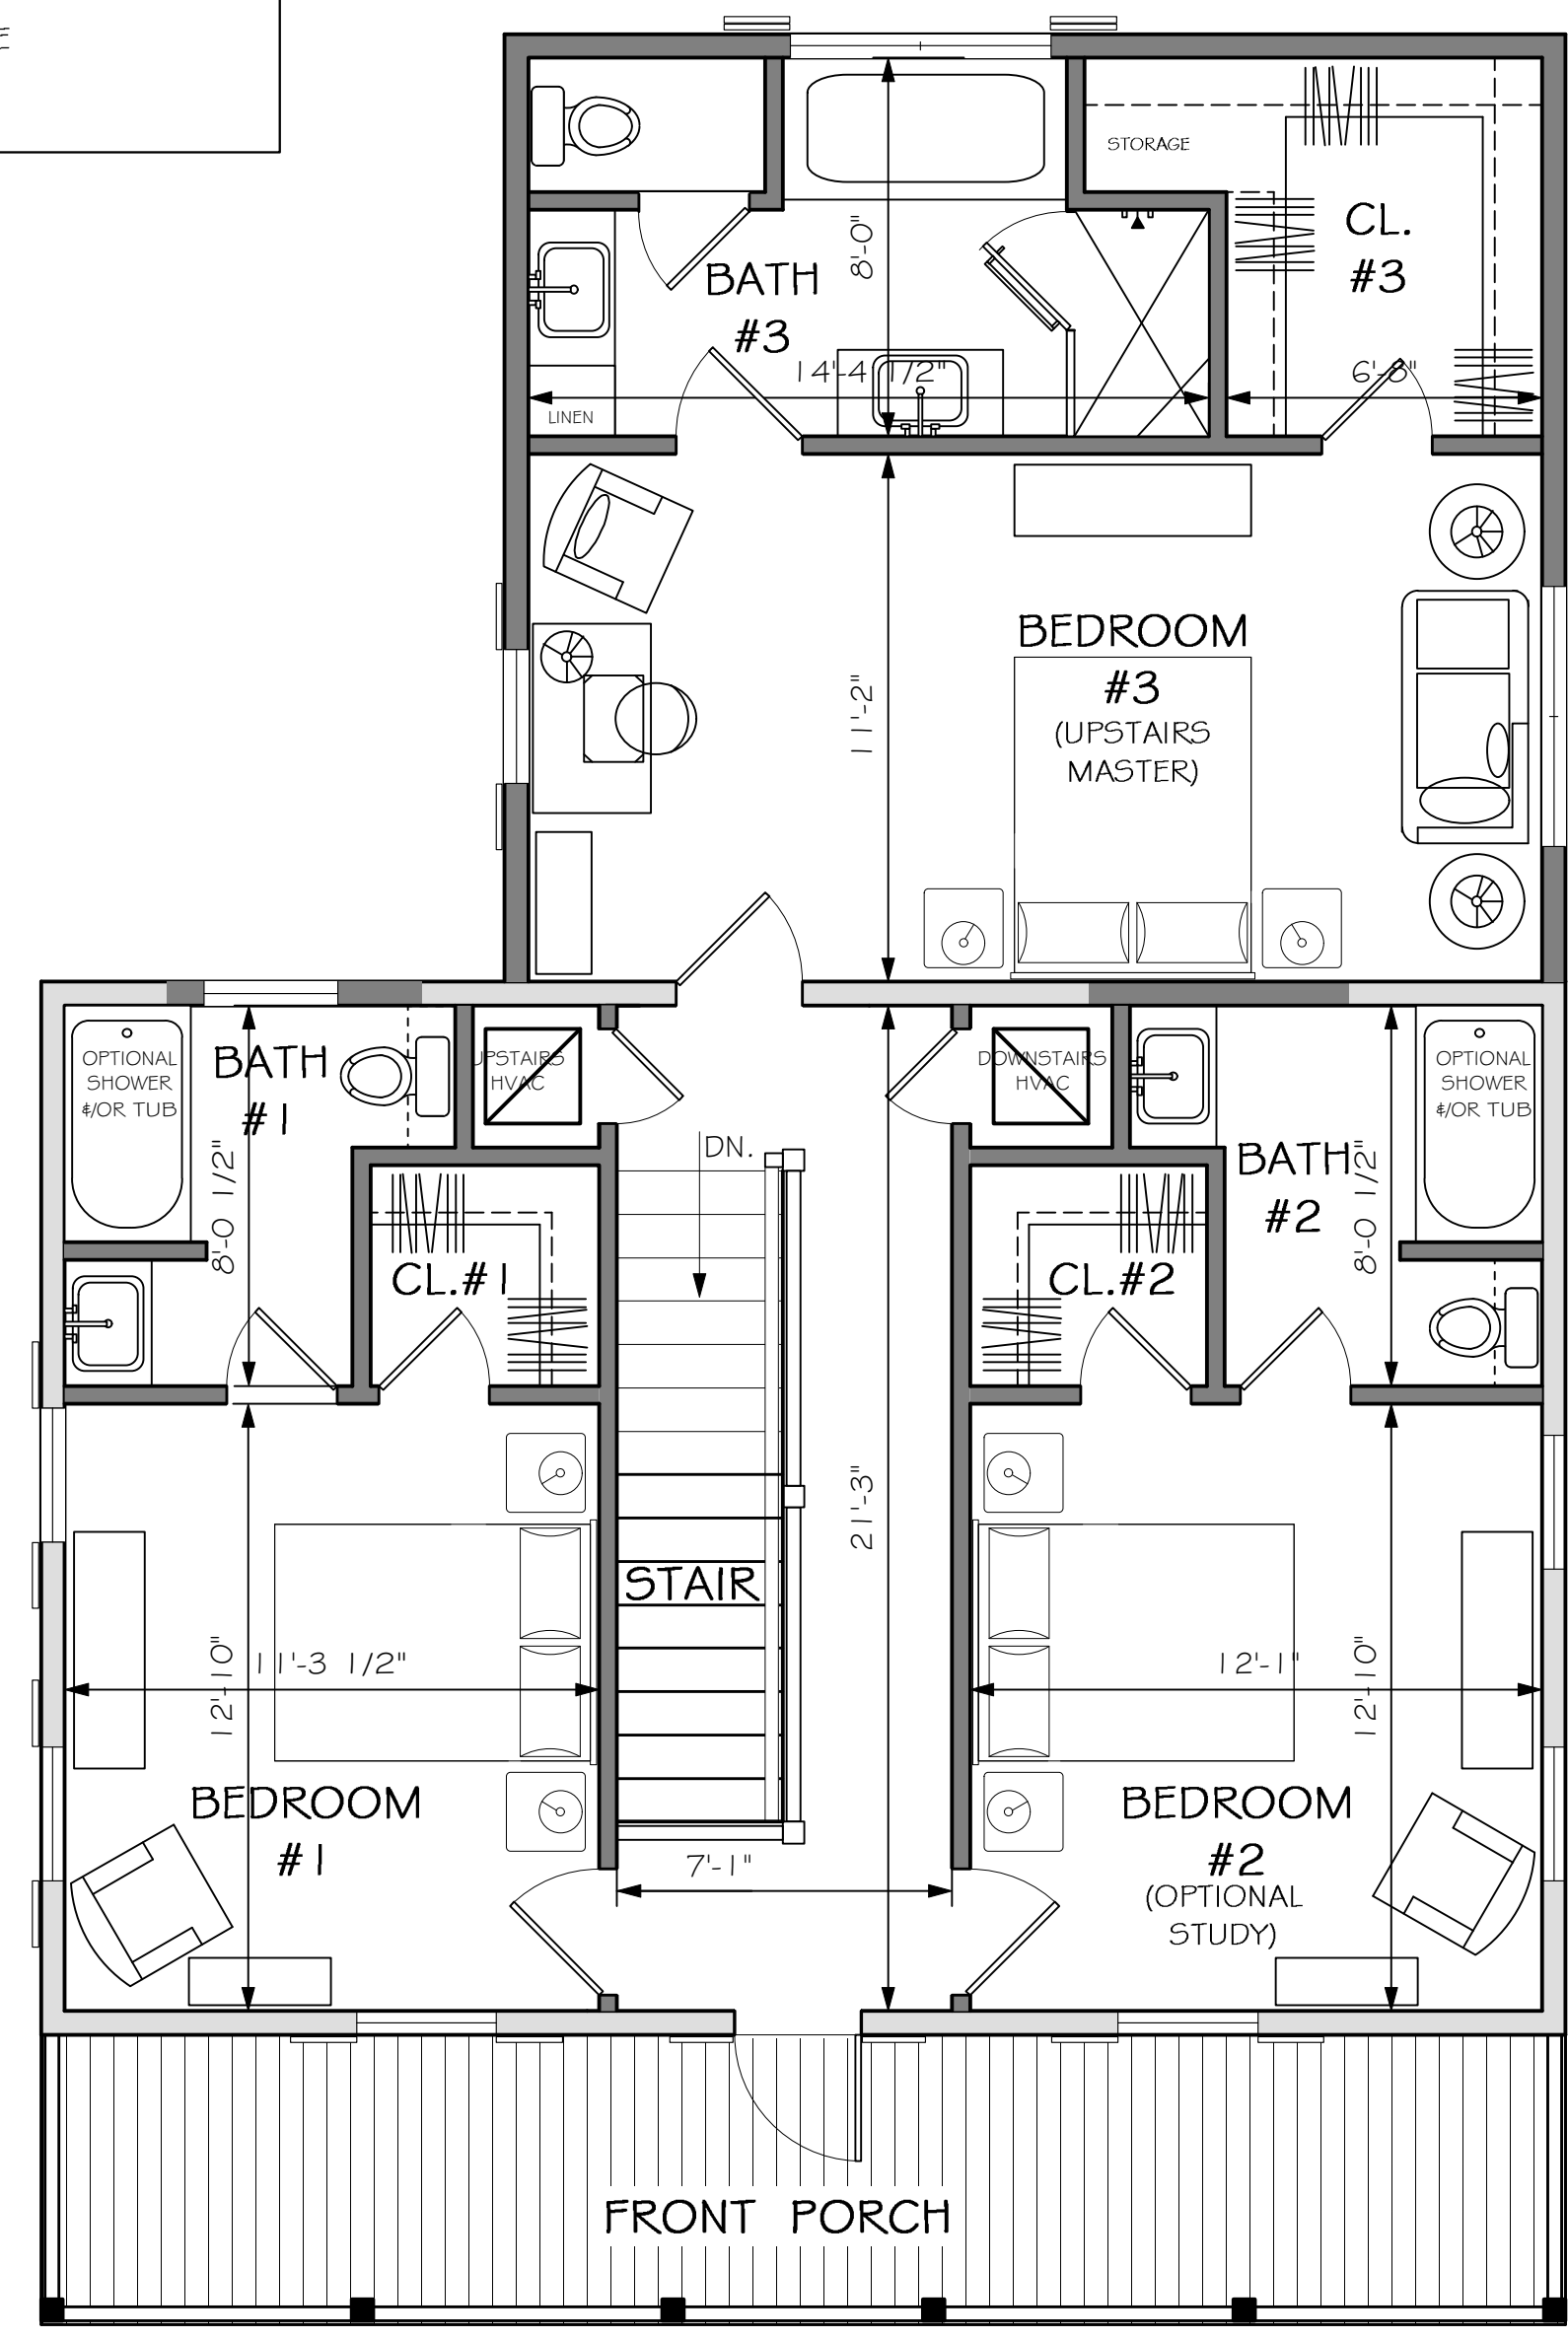 E
STORAGE
CL.
#3
BATH
#3
8'-0"
14'-4 1/2"
LINEN
BEDROOM
#3
(UPSTAIRS
MASTER)
11'-2"
BATH
#1
OPTIONAL
SHOWER
&/OR TUB
UPSTAIRS
HVAC
DOWNSTAIRS
HVAC
OPTIONAL
SHOWER
&/OR TUB
DN.
BATH
#2
8'-0 1/2"
8'-0 1/2"
CL.#1
CL.#2
21'-3"
STAIR
12'-10"
11'-3 1/2"
12'-1"
12'-10"
BEDROOM
#1
7'-1"
BEDROOM
#2
(OPTIONAL
STUDY)
FRONT PORCH